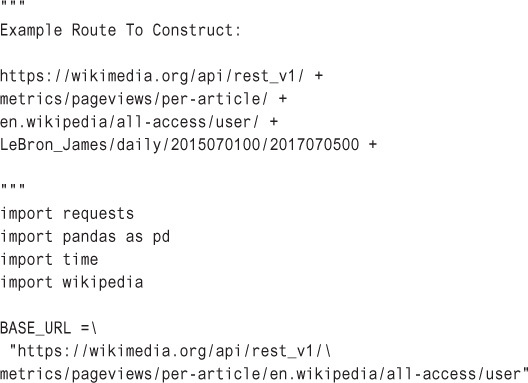 """
Example Route To Construct:

https://wikimedia.org/api/rest_v1/ +
metrics/pageviews/per-article/ +
en.wikipedia/all-access/user/ +
LeBron_James/daily/2015070100/2017070500 +

"""
import requests
import pandas as pd
import time
import wikipedia

BASE_URL =\
 "https://wikimedia.org/api/rest_v1/\
metrics/pageviews/per-article/en.wikipedia/all-access/user"